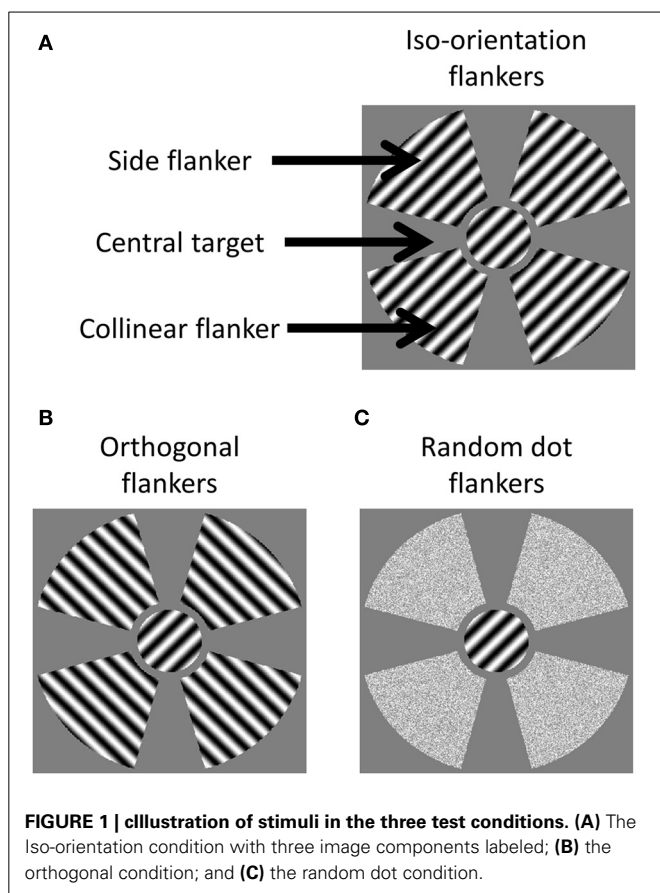 A
Iso-orientation
flankers
Side flanker
Central target
Collinear flanker
B
Orthogonal
flankers
C
Random dot
flankers
FIGURE 1 | cIllustration of stimuli in the three test conditions. (A) The
Iso-orientation condition with three image components labeled; (B) the
orthogonal condition; and (C) the random dot condition.